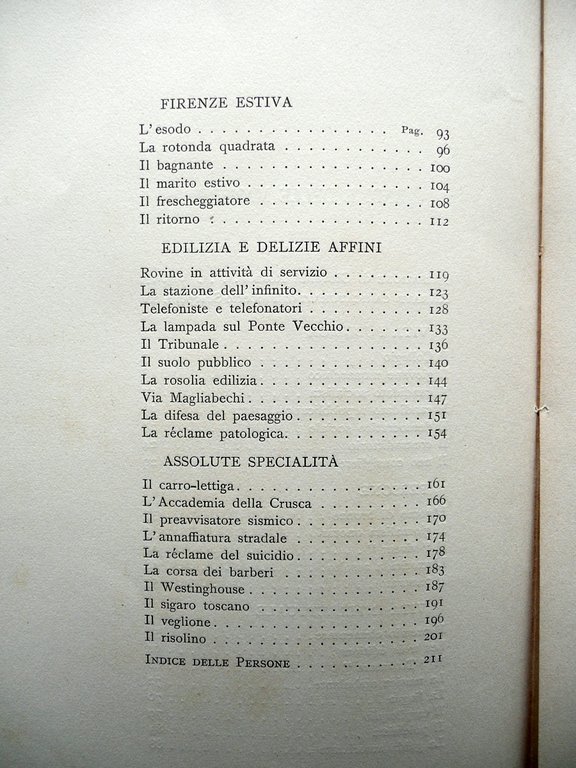 FIRENZE ESTIVA
L'esodo . . . . . . . . . . . . . . . . Pag. 93
La rotonda quadrata . . . . . . . . . . . . 96
Il bagnante . . . . . . . . . . . . . . . . 100
Il marito estivo . . . . . . . . . . . . . . 104
Il frescheggiatore . . . . . . . . . . . . . 108
Il ritorno . . . . . . . . . . . . . . . . . 112
EDILIZIA E DELIZIE AFFINI
Rovine in attività di servizio . . . . . . . 119
La stazione dell'infinito. . . . . . . . . . 123
Telefoniste e telefonatori . . . . . . . . . 128
La lampada sul Ponte Vecchio. . . . . . . 133
Il Tribunale . . . . . . . . . . . . . . . . 136
Il suolo pubblico . . . . . . . . . . . . . 140
La rosolia edilizia. . . . . . . . . . . . . 144
Via Magliabechi. . . . . . . . . . . . . . 147
La difesa del paesaggio . . . . . . . . . . 151
La réclame patologica. . . . . . . . . . . 154
ASSOLUTE SPECIALITÀ
Il carro-lettiga. . . . . . . . . . . . . . . 161
L'Accademia della Crusca . . . . . . . . . 166
Il preavvisatore sismico . . . . . . . . . . 170
L'annaffiatura stradale . . . . . . . . . . 174
La réclame del suicidio . . . . . . . . . . 178
La corsa dei barberi . . . . . . . . . . . 183
Il Westinghouse . . . . . . . . . . . . . . 187
Il sigaro toscano . . . . . . . . . . . . . 191
Il veglione . . . . . . . . . . . . . . . . 196
Il risolino . . . . . . . . . . . . . . . . . 201
INDICE DELLE PERSONE . . . . . . . . . . . 211